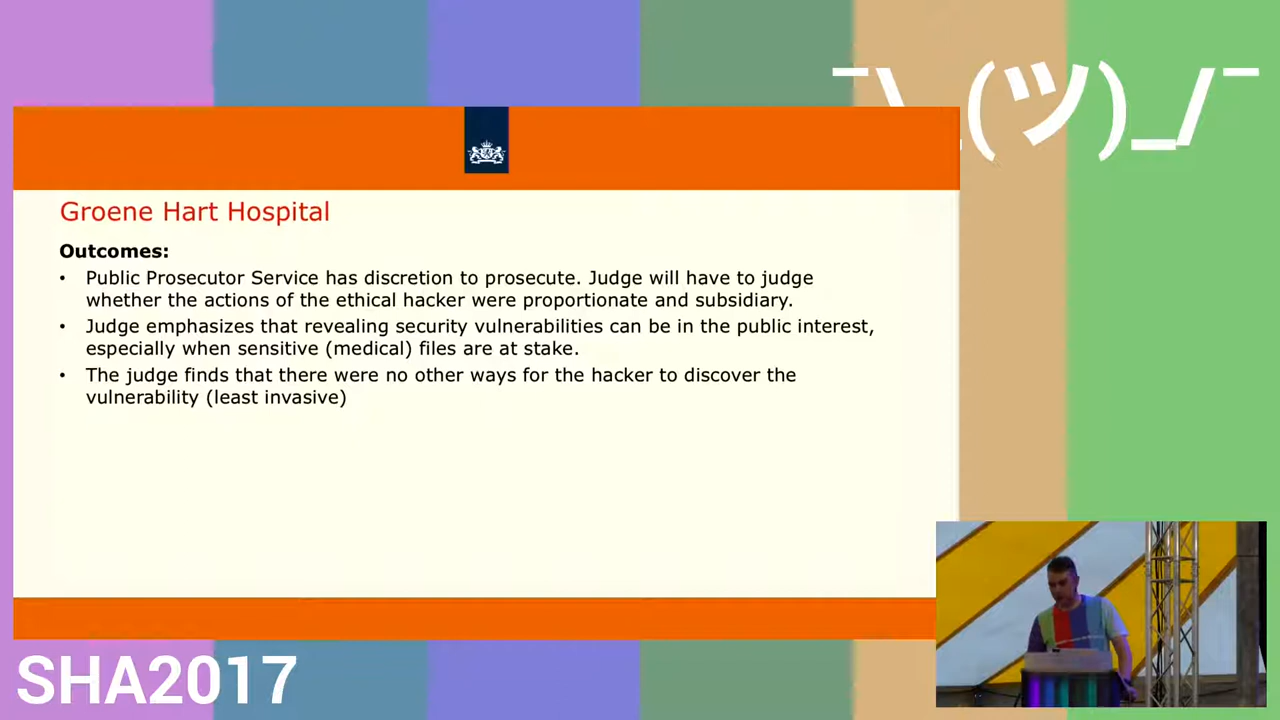 ¯\_(ツ)_/¯
Groene Hart Hospital
Outcomes:
• Public Prosecutor Service has discretion to prosecute. Judge will have to judge
whether the actions of the ethical hacker were proportionate and subsidiary.
• Judge emphasizes that revealing security vulnerabilities can be in the public interest,
especially when sensitive (medical) files are at stake.
• The judge finds that there were no other ways for the hacker to discover the
vulnerability (least invasive)
SHA2017